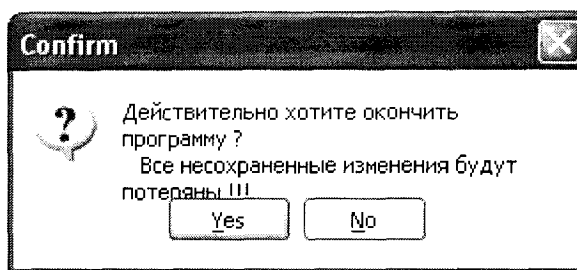 Confirm
?
Действительно хотите окончить
программу ?
Все несохраненные изменения будут
потеряны !!!
Yes
No